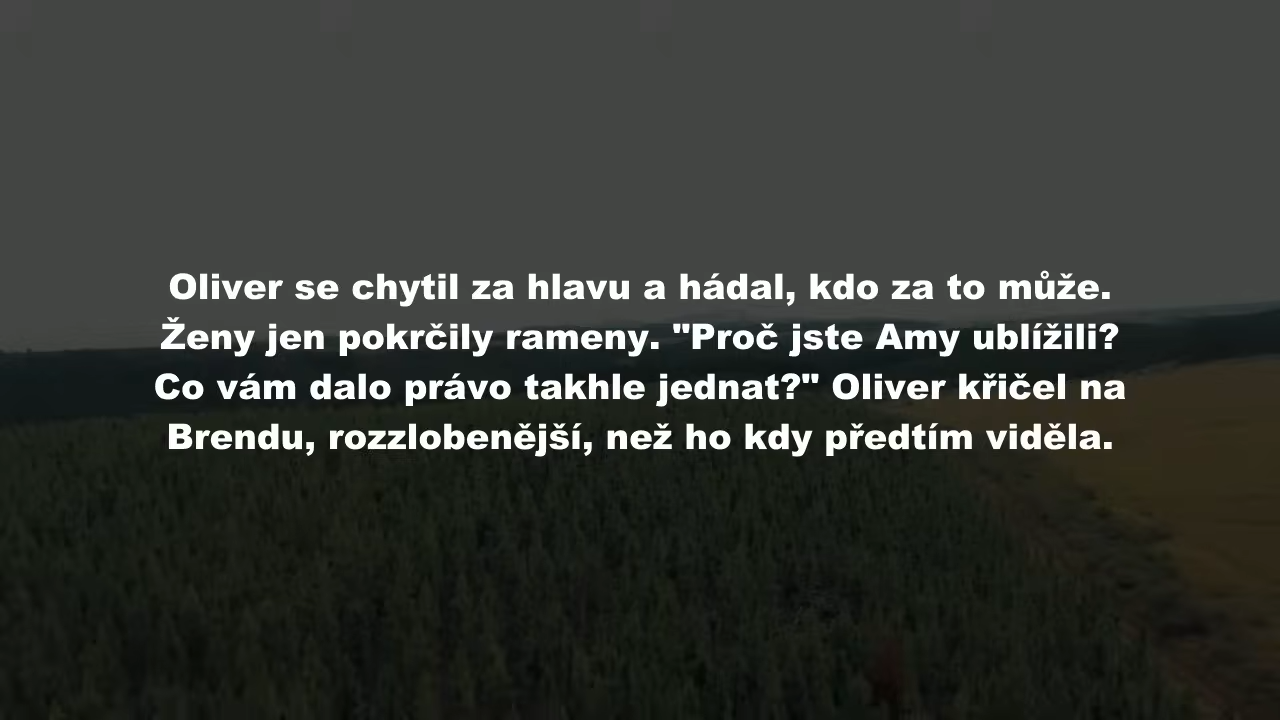 Oliver se chytil za hlavu a hádal, kdo za to může.
Ženy jen pokrčily rameny. "Proč jste Amy ublížili?
Co vám dalo právo takhle jednat?" Oliver křičel na
Brendu, rozzlobenější, než ho kdy předtím viděla.